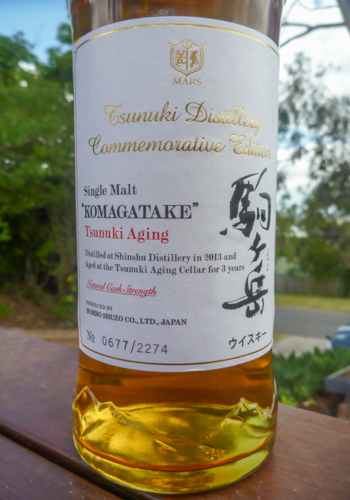 MARS
Tsunuki Distillery
Commemorative Edition
Single Malt
"KOMAGATAKE"
Tsunuki Aging
Distilled at Shinshu Distillery in 2013 and
Aged at the Tsunuki Aging Cellar for 3 years
Natural Cask Strength
PRODUCED BY
HOMBO SHUZO CO., LTD., JAPAN
№ 0677/2274
駒ヶ岳
ウイスキー